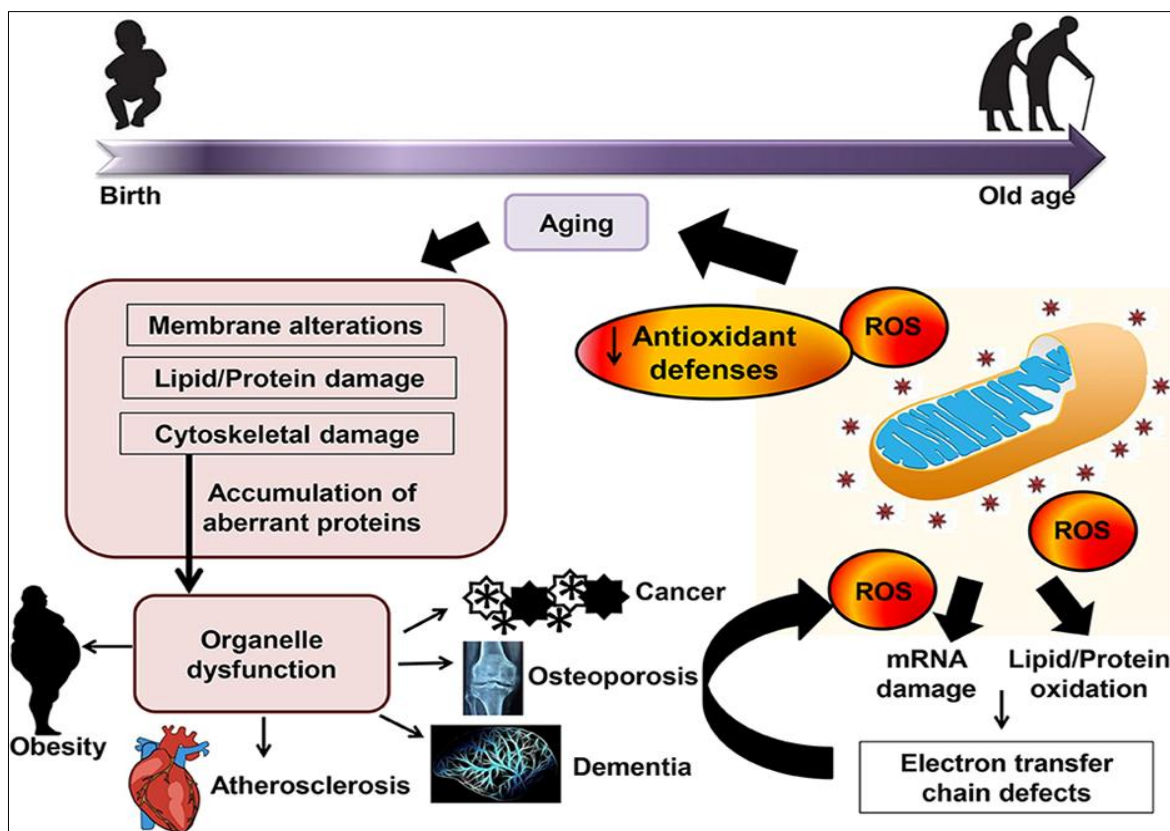 Birth
Old age
Aging
Membrane alterations
Lipid/Protein damage
Cytoskeletal damage
Accumulation of
aberrant proteins
Organelle
dysfunction
Obesity
Atherosclerosis
Cancer
Osteoporosis
Dementia
↓ Antioxidant
defenses
ROS
ROS
ROS
mRNA
damage
Lipid/Protein
oxidation
Electron transfer
chain defects